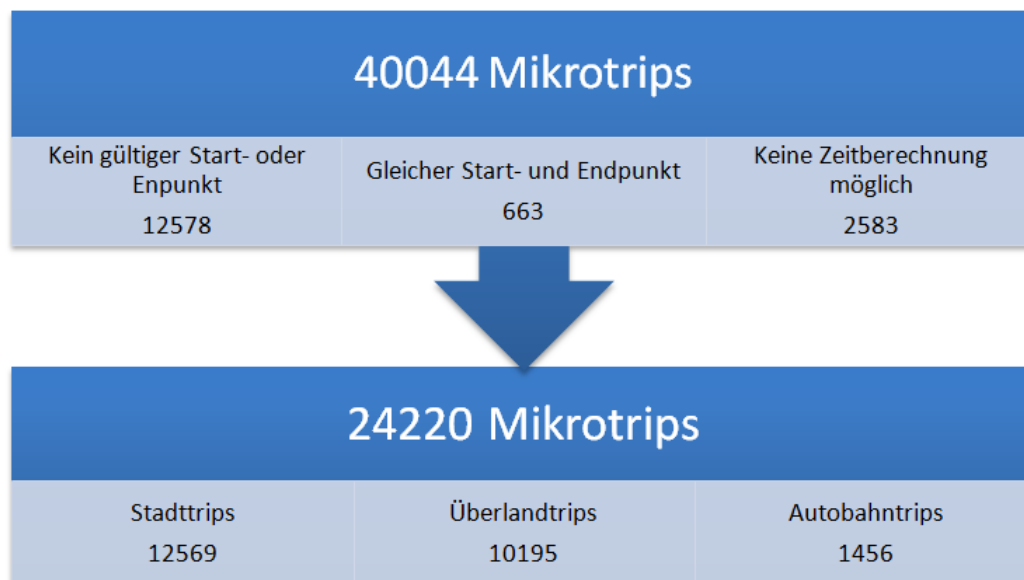 40044 Mikrotrips
Kein gültiger Start- oder
Enpunkt
12578
Gleicher Start- und Endpunkt
663
Keine Zeitberechnung
möglich
2583
24220 Mikrotrips
Stadttrips
12569
Überlandtrips
10195
Autobahntrips
1456